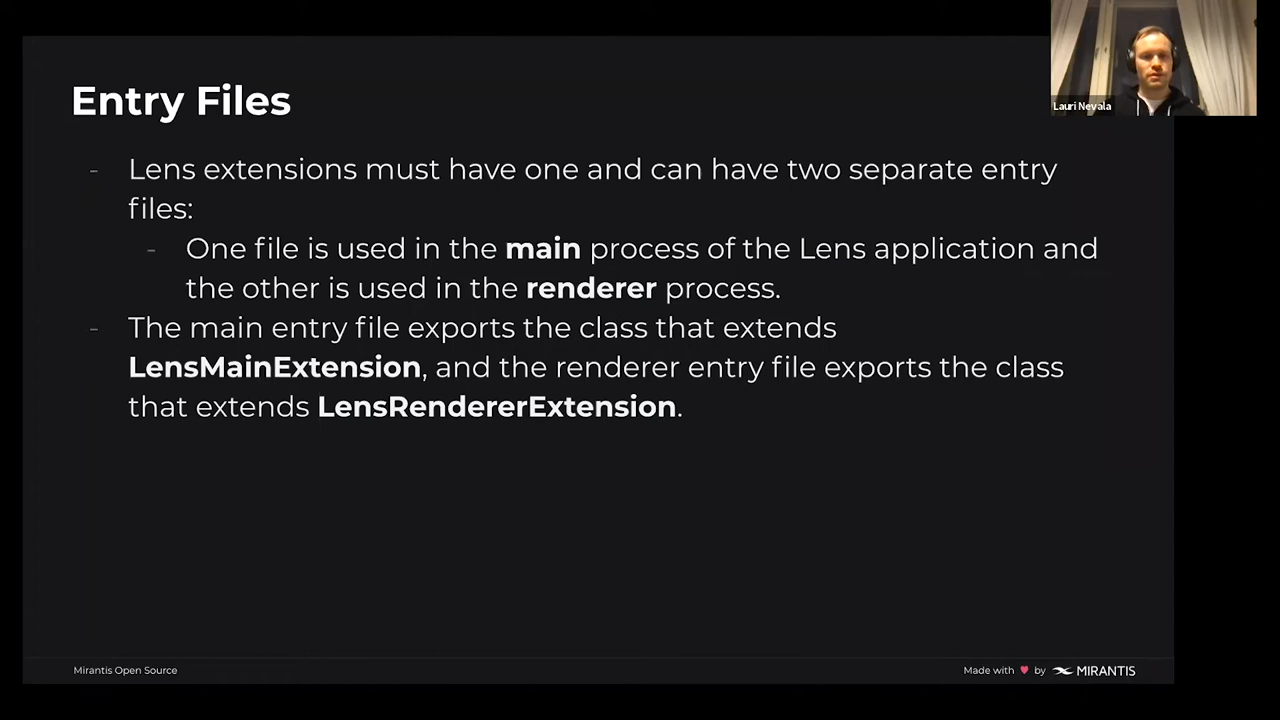 Entry Files
Lauri Nevala
- Lens extensions must have one and can have two separate entry
files:
- One file is used in the main process of the Lens application and
the other is used in the renderer process.
- The main entry file exports the class that extends
LensMainExtension, and the renderer entry file exports the class
that extends LensRendererExtension.
Mirantis Open Source
Made with ♥ by MIRANTIS